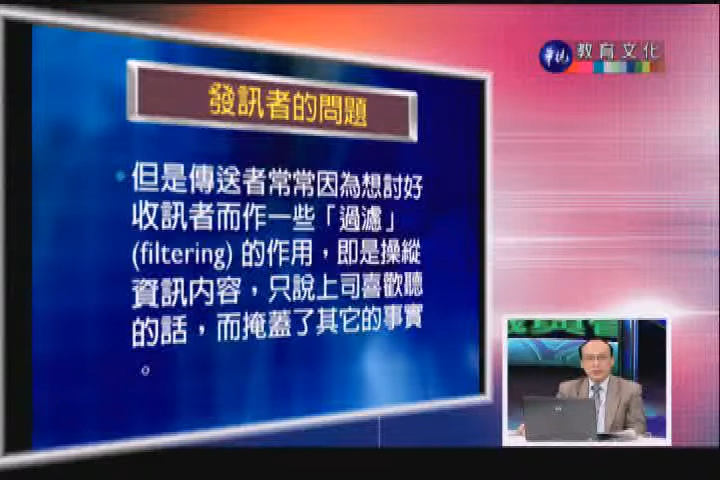 華視 教育文化
發訊者的問題
但是傳送者常常因為想討好
收訊者而作一些「過濾」
(filtering) 的作用，即是操縱
資訊內容，只說上司喜歡聽
的話，而掩蓋了其它的事實
。